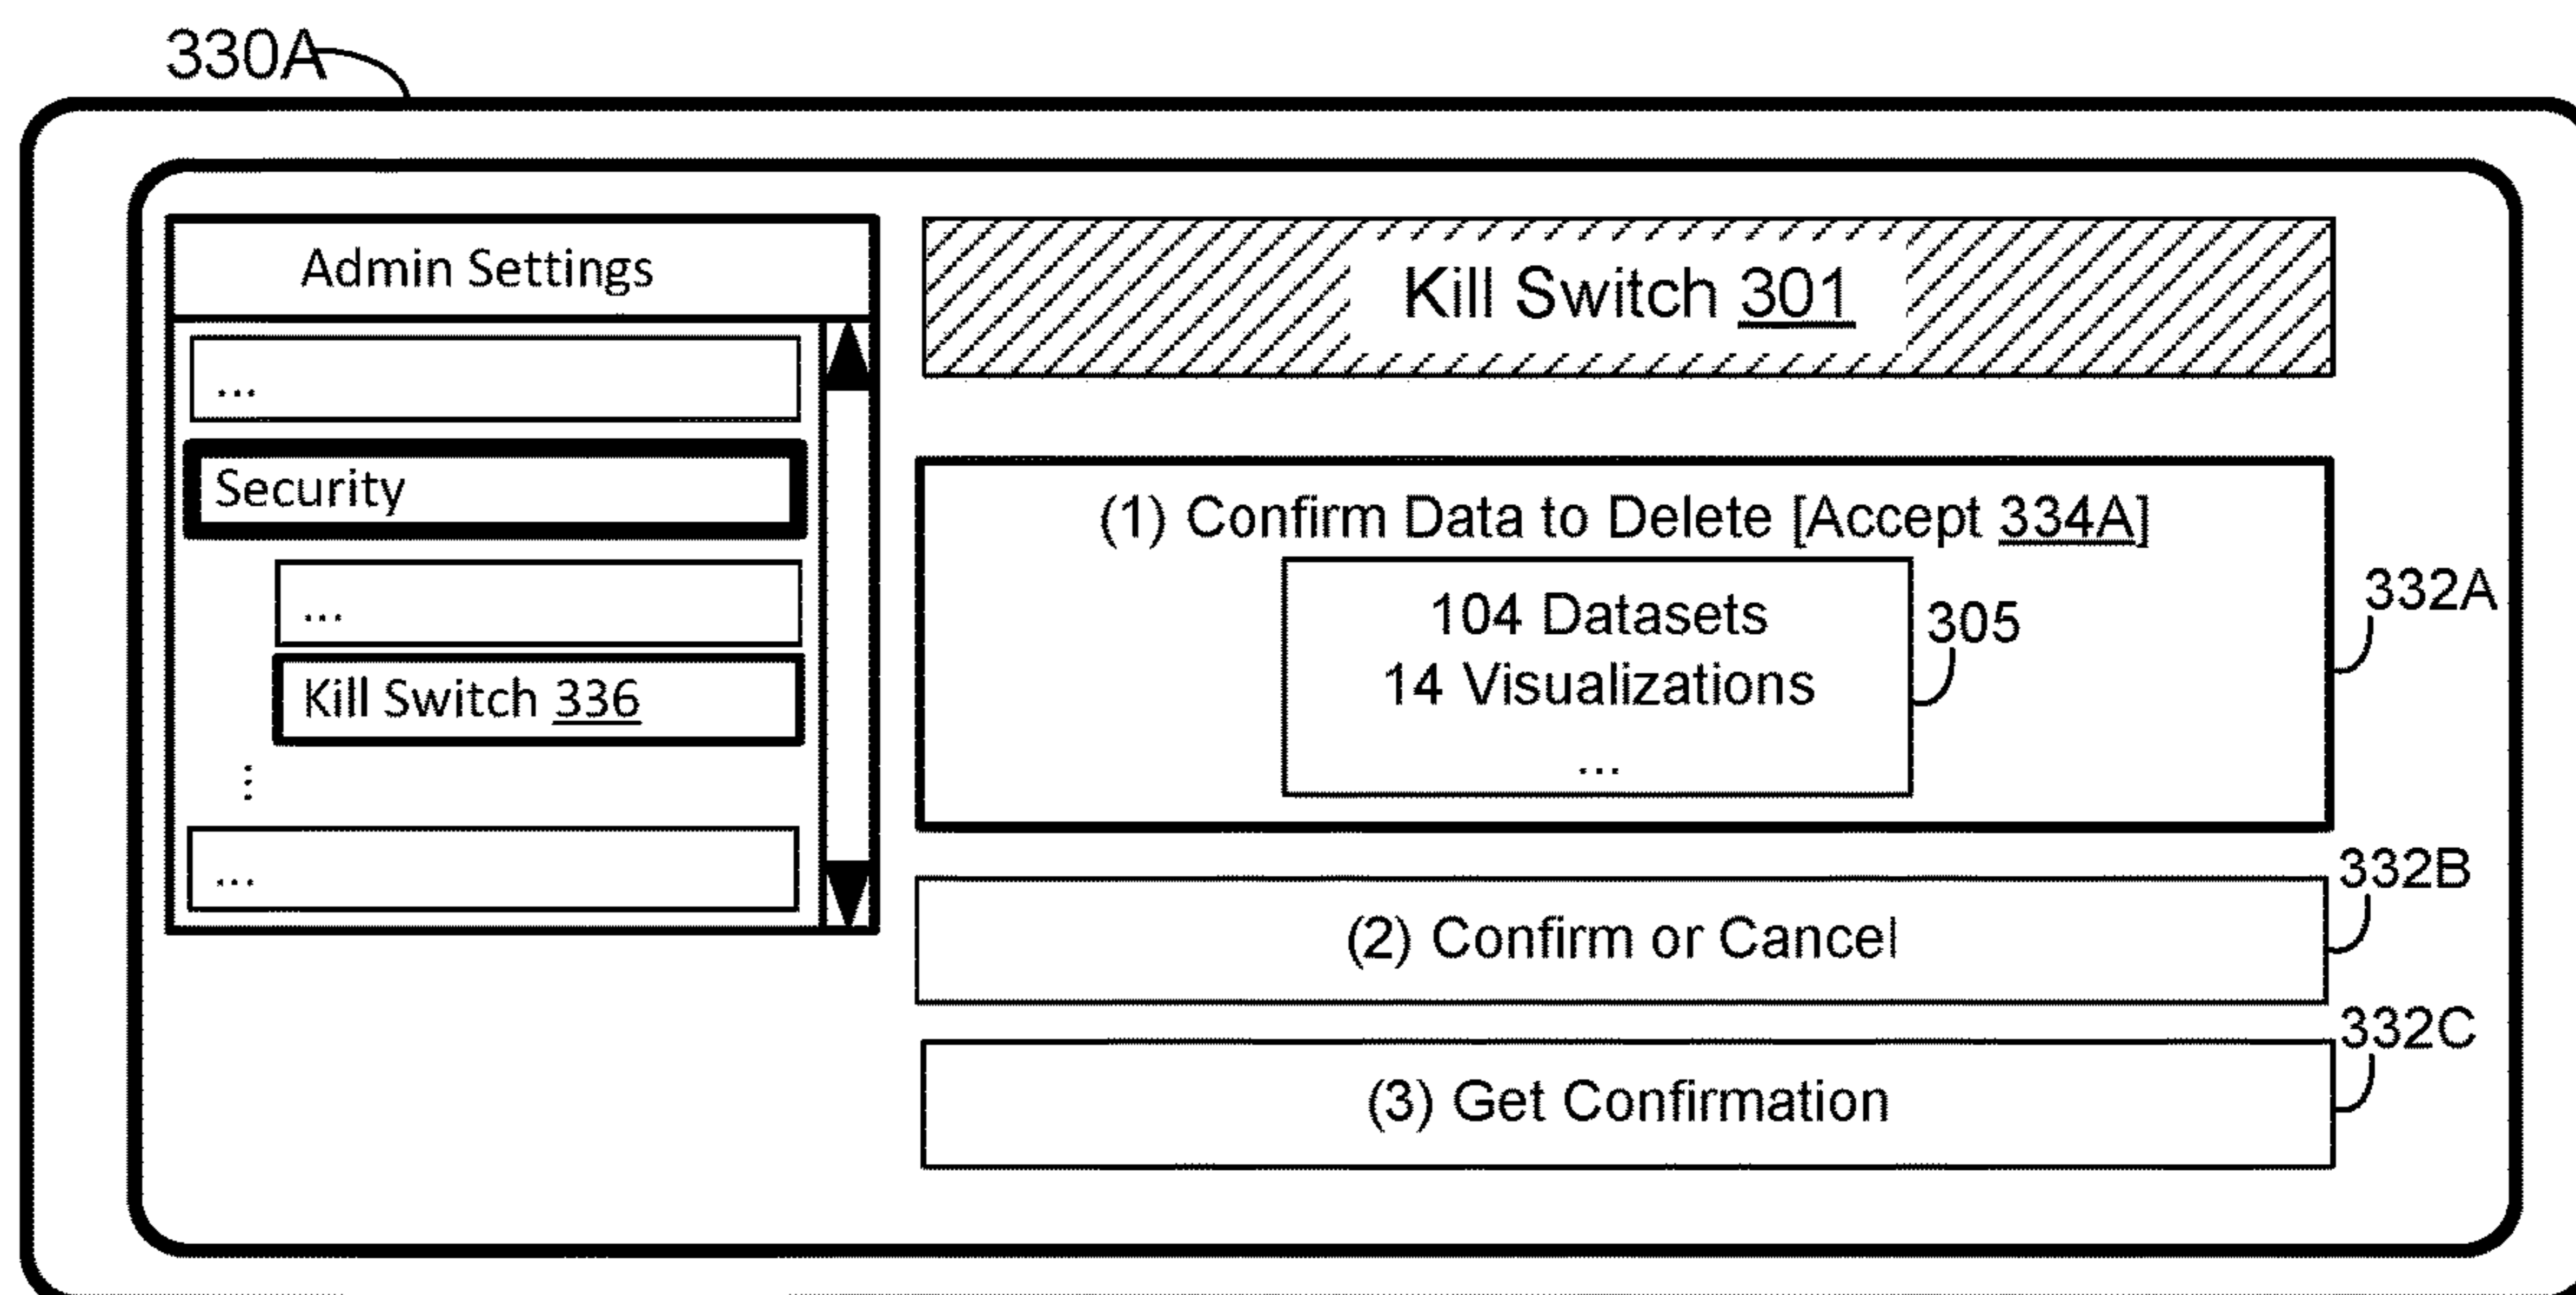 330A
Admin Settings
...
Security
...
Kill Switch 336
⋮
...
Kill Switch 301
(1) Confirm Data to Delete [Accept 334A]
104 Datasets
14 Visualizations
...
305
332A
(2) Confirm or Cancel
332B
(3) Get Confirmation
332C